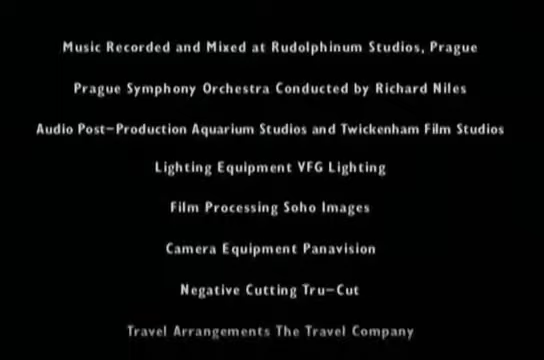 Music Recorded and Mixed at Rudolphinum Studios, Prague
Prague Symphony Orchestra Conducted by Richard Niles
Audio Post-Production Aquarium Studios and Twickenham Film Studios
Lighting Equipment VFG Lighting
Film Processing Soho Images
Camera Equipment Panavision
Negative Cutting Tru-Cut
Travel Arrangements The Travel Company